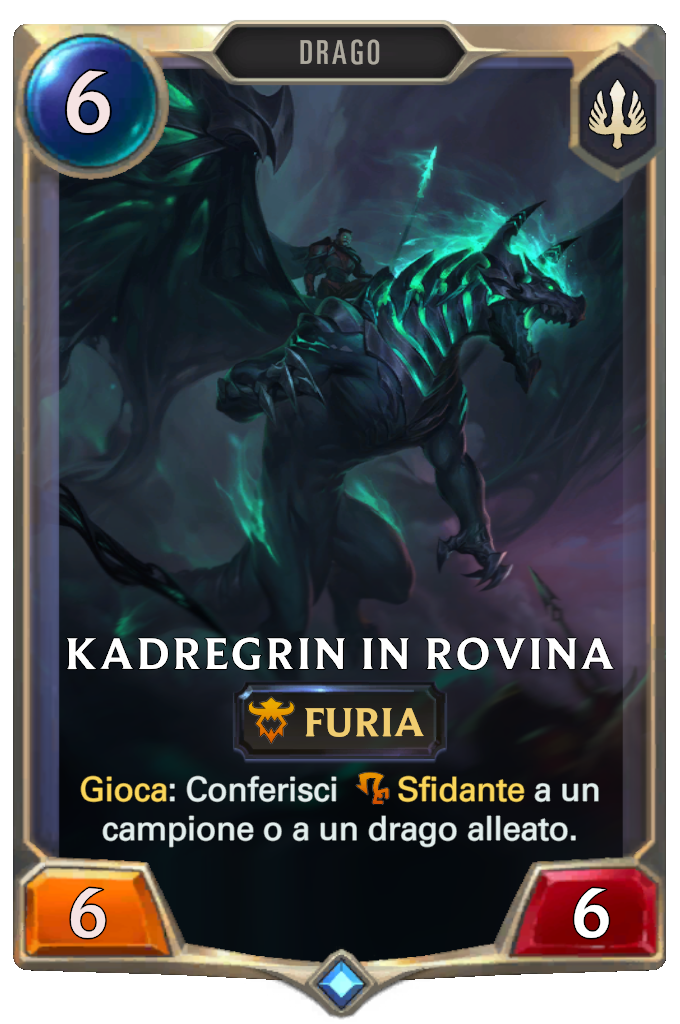 DRAGO
6
KADREGRIN IN ROVINA
FURIA
Gioca: Conferisci Sfidante a un
campione o a un drago alleato.
6
6